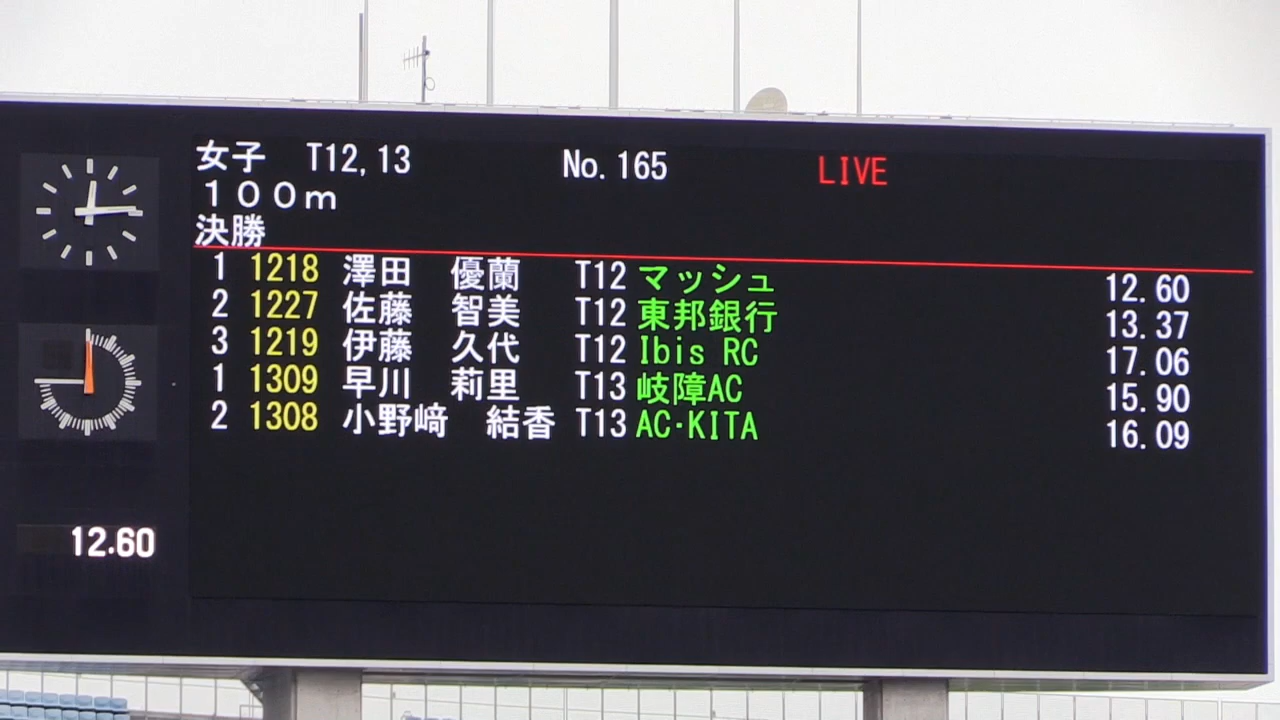 女子 T12,13 No.165 LIVE
100m
決勝
1 1218 澤田 優蘭 T12 マッシュ 12.60
2 1227 佐藤 智美 T12 東邦銀行 13.37
3 1219 伊藤 久代 T12 Ibis RC 17.06
1 1309 早川 莉里 T13 岐障AC 15.90
2 1308 小野﨑 結香 T13 AC·KITA 16.09
12.60